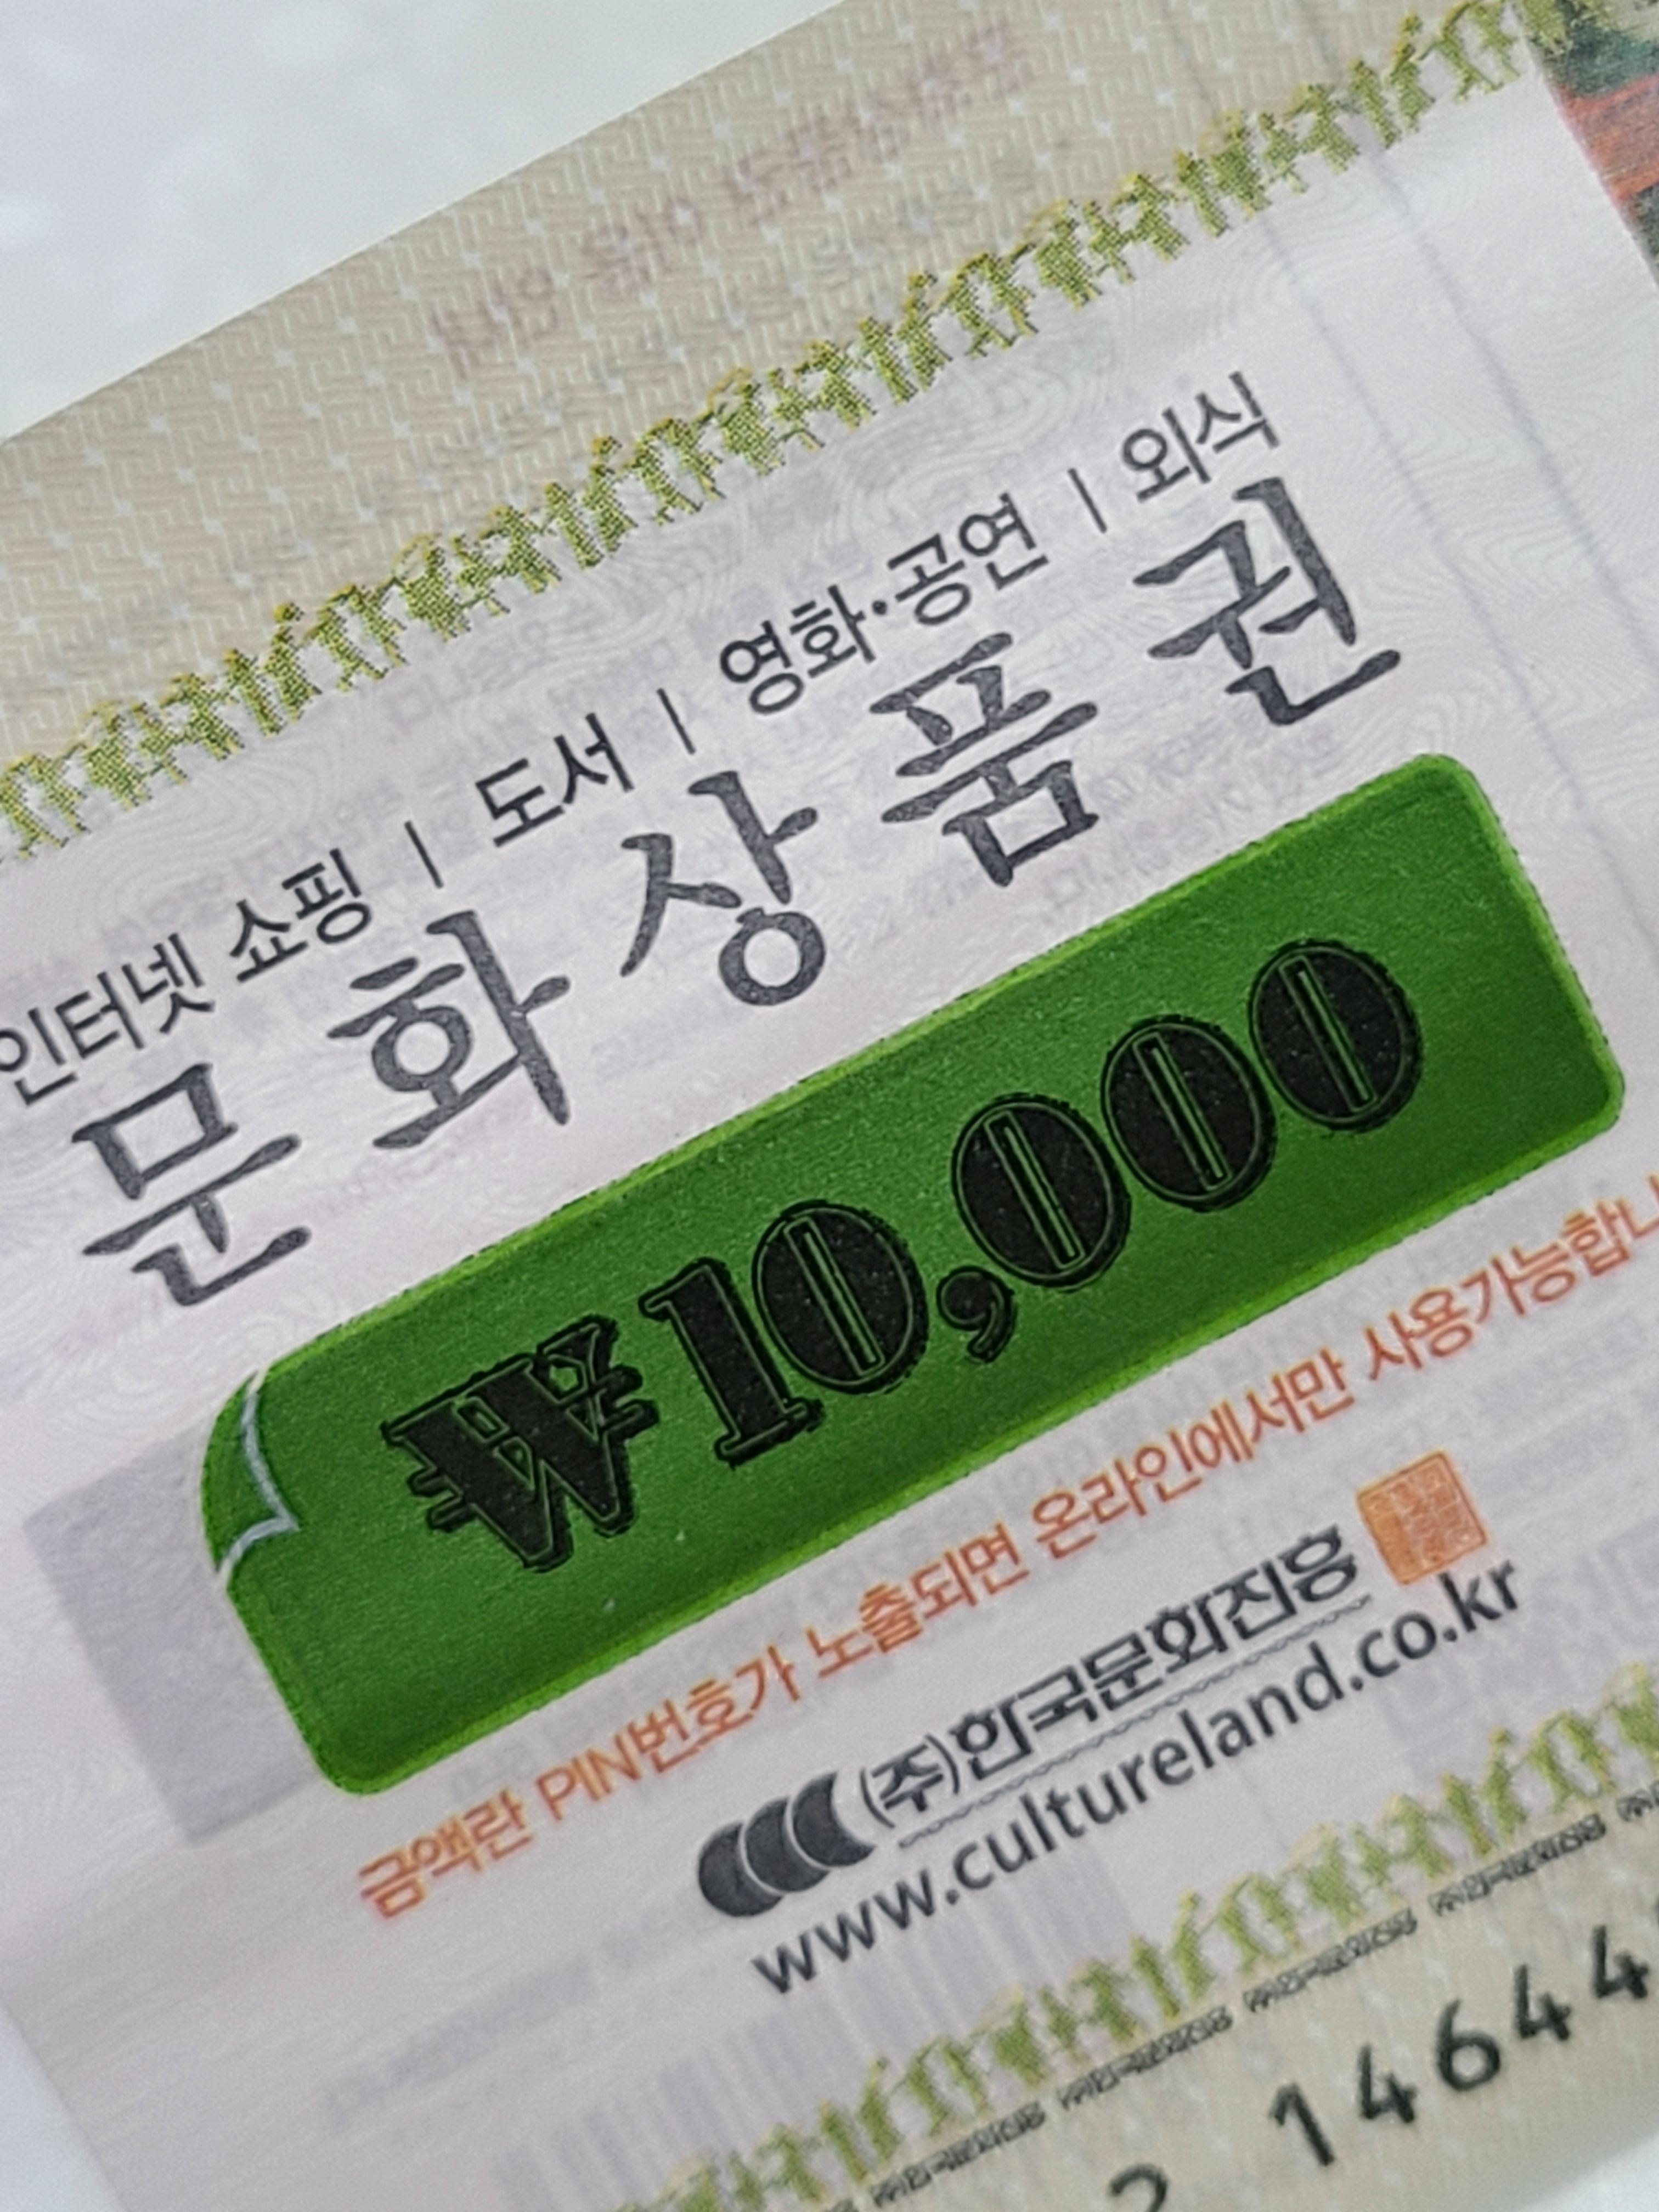 인터넷 쇼핑 | 도서 | 영화·공연 | 외식
문화상품권
₩10,000
금액란 PIN번호가 노출되면 온라인에서만 사용가능합니
(주)한국문화진흥
www.cultureland.co.kr
2 14644